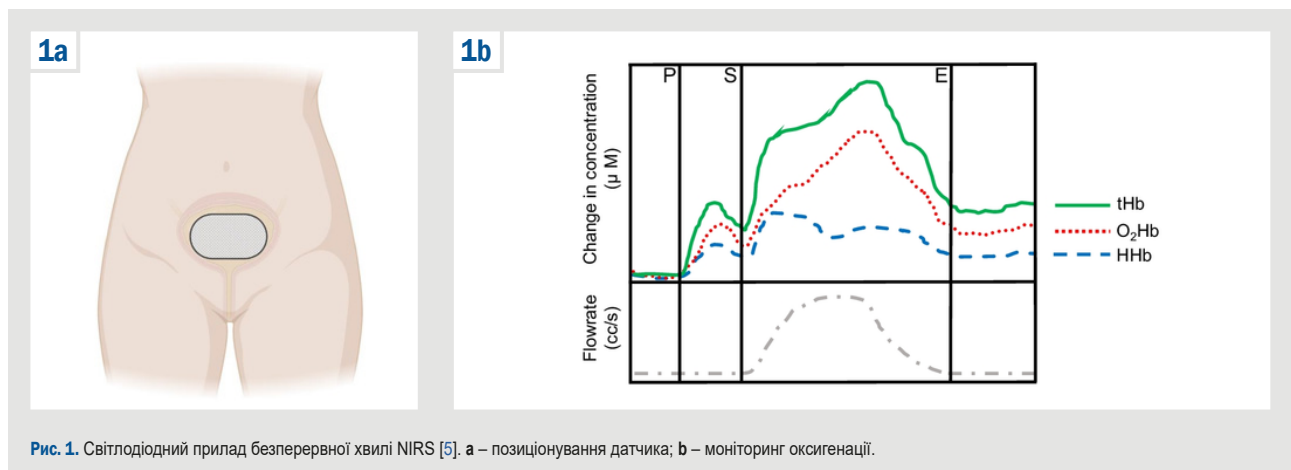 1a
1b
P
S
E
Change in concentration
(μ M)
Flowrate
(cc/s)
tHb
O₂Hb
HHb
Рис. 1. Світлодіодний прилад безперервної хвилі NIRS [5]. a – позиціонування датчика; b – моніторинг оксигенації.